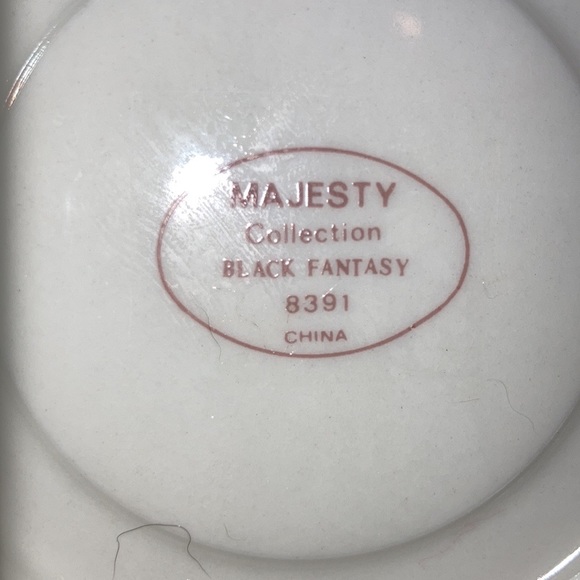 MAJESTY
Collection
BLACK FANTASY
8391
CHINA